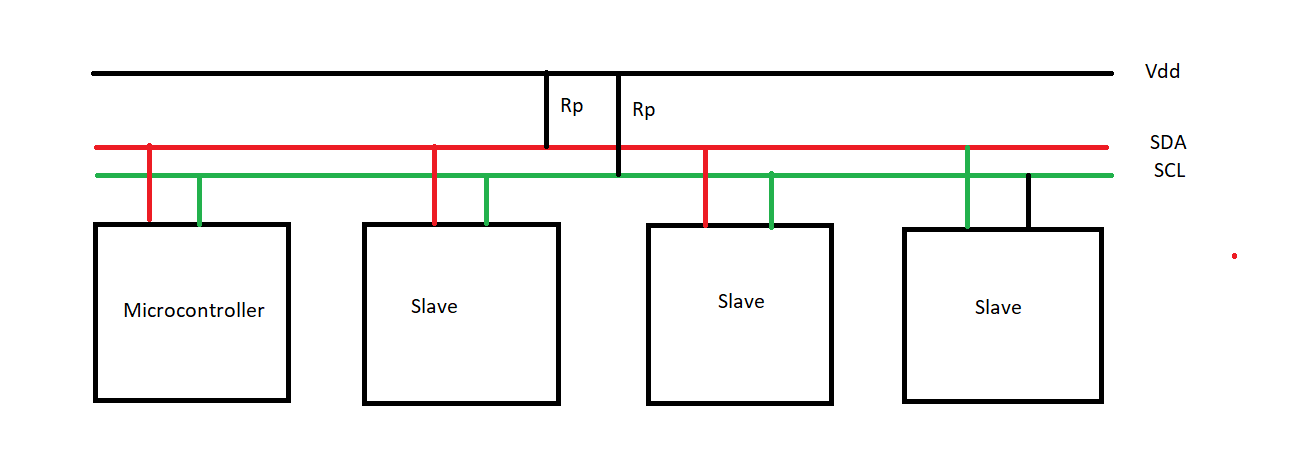 Vdd
Rp
Rp
SDA
SCL
Microcontroller
Slave
Slave
Slave